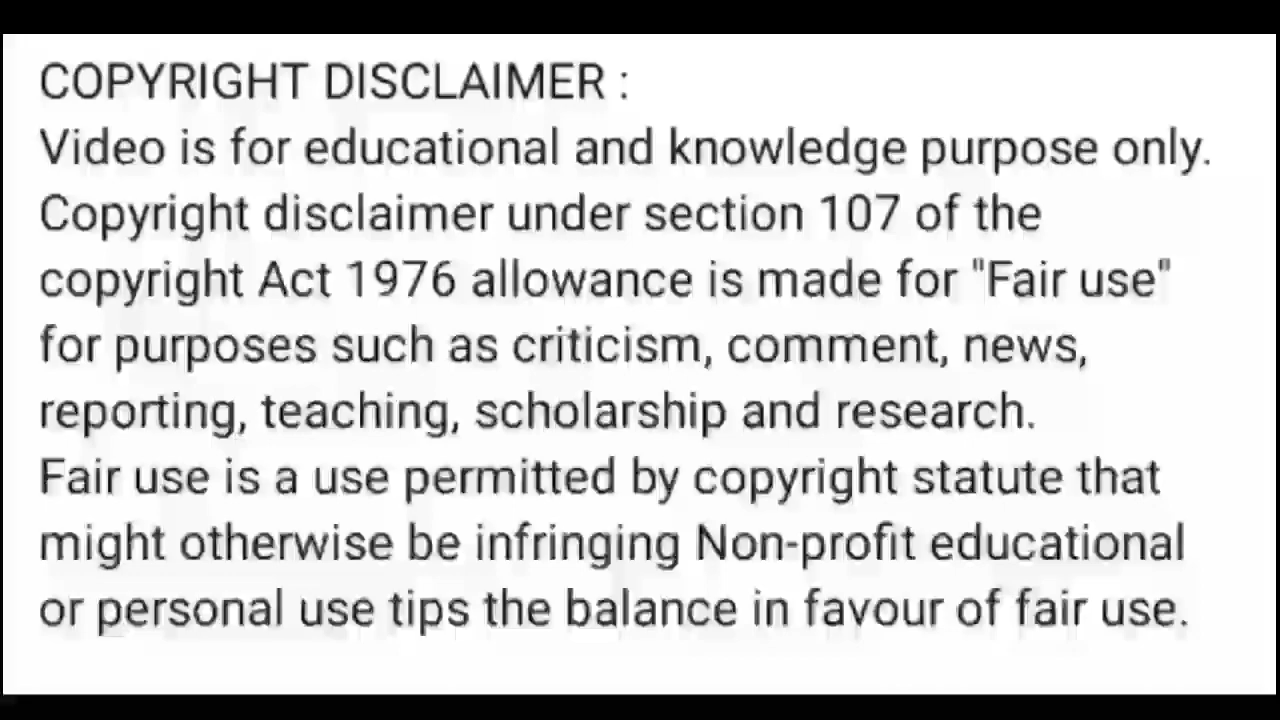 COPYRIGHT DISCLAIMER :
Video is for educational and knowledge purpose only.
Copyright disclaimer under section 107 of the
copyright Act 1976 allowance is made for "Fair use"
for purposes such as criticism, comment, news,
reporting, teaching, scholarship and research.
Fair use is a use permitted by copyright statute that
might otherwise be infringing Non-profit educational
or personal use tips the balance in favour of fair use.